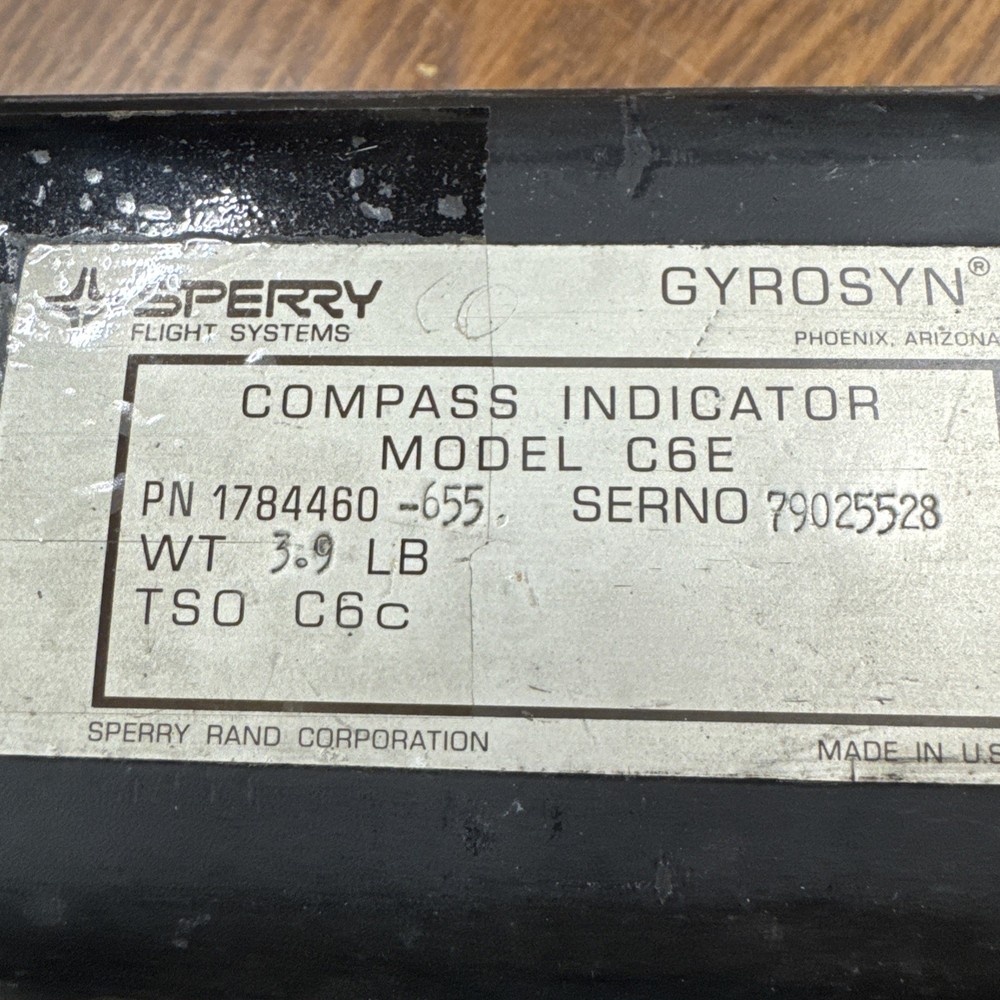 SPERRY GYROSYN®
FLIGHT SYSTEMS PHOENIX, ARIZONA
COMPASS INDICATOR
MODEL C6E
PN 1784460 -655. SERNO 79025528
WT 3.9 LB
TSO C6c
SPERRY RAND CORPORATION MADE IN U.S